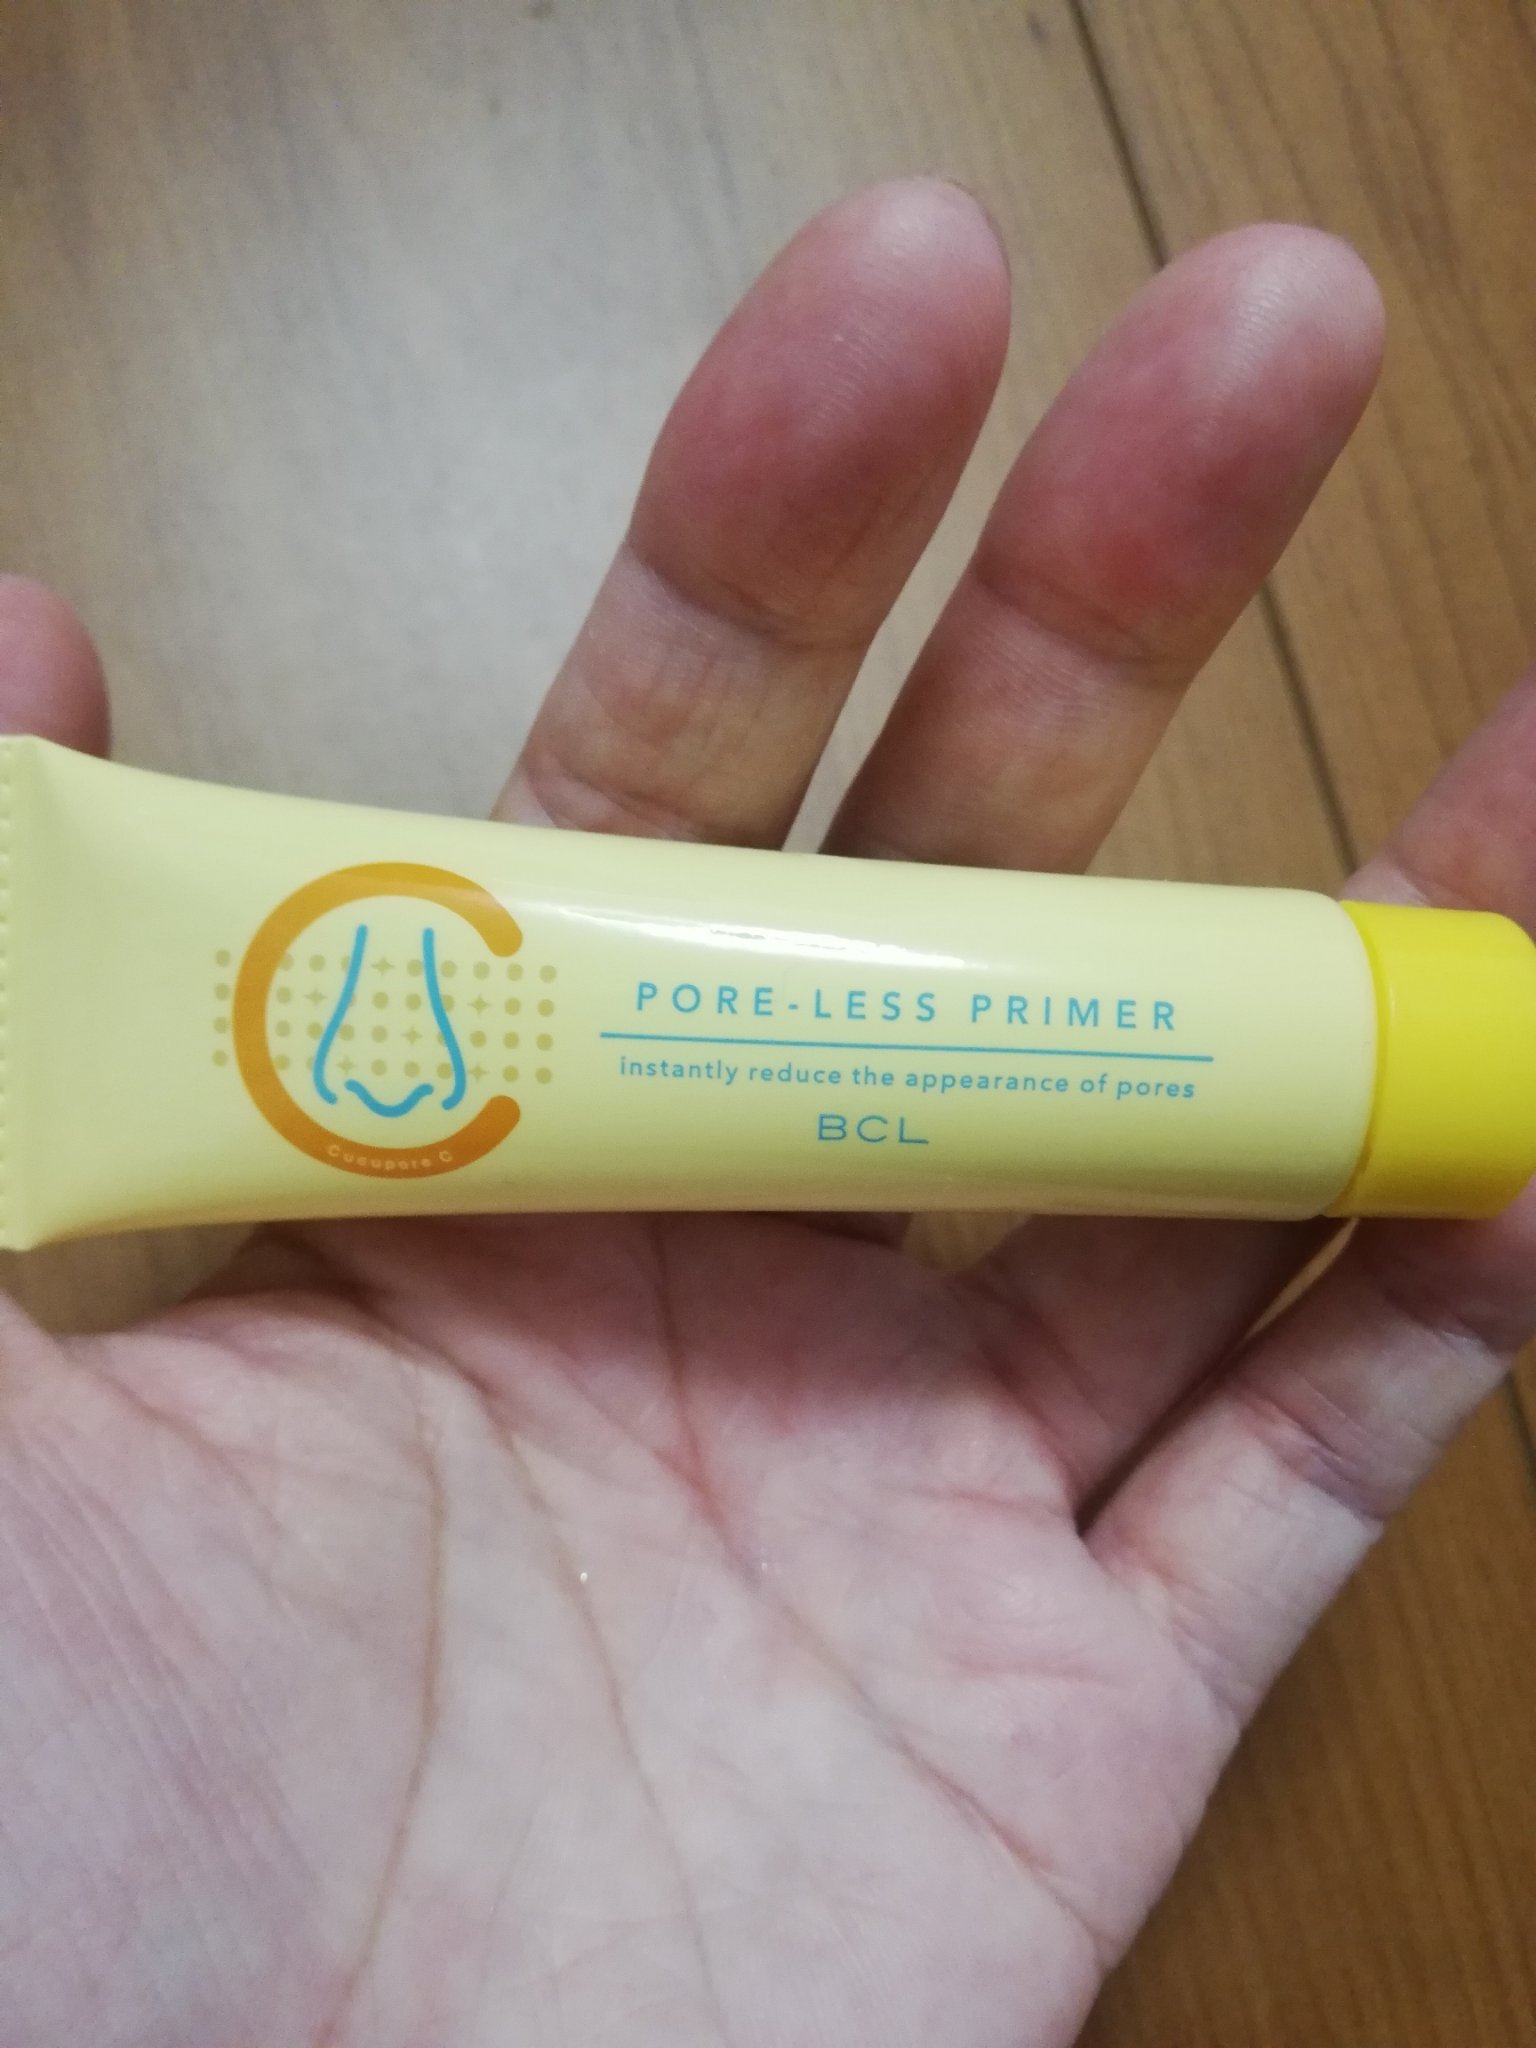 PORE-LESS PRIMER
instantly reduce the appearance of pores
BCL
Cucupore C